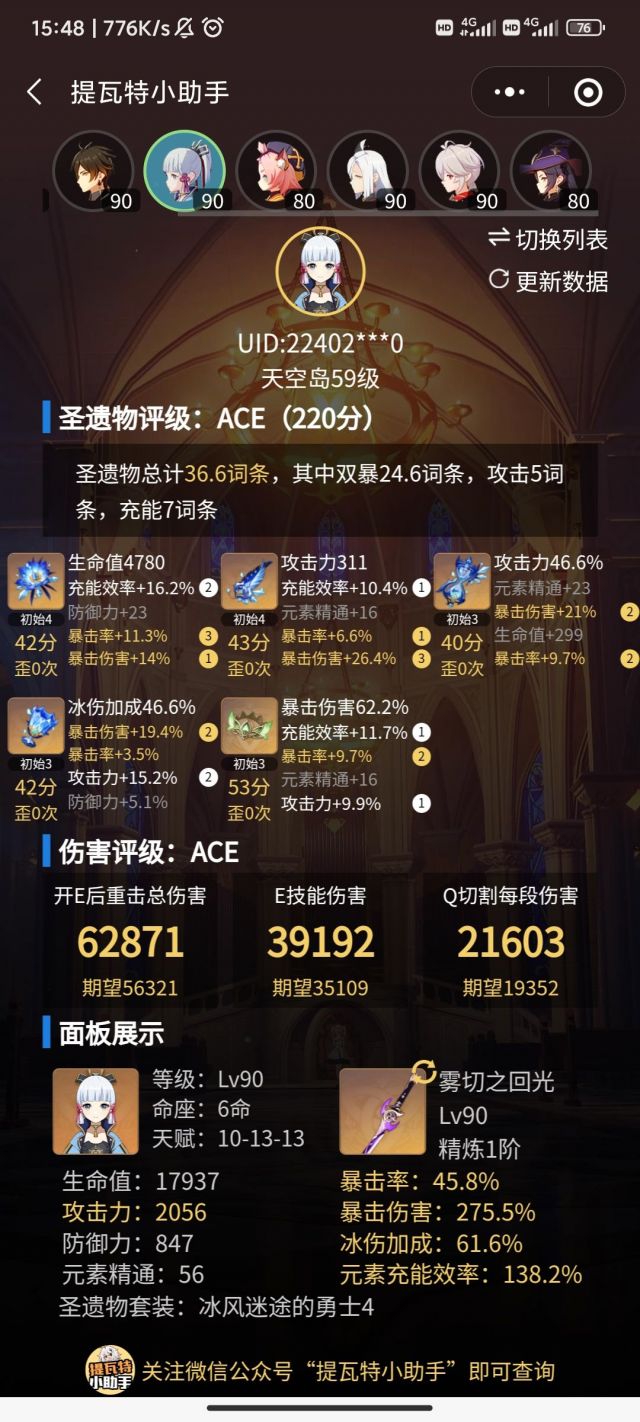 15:48 | 776K/s
HD 4G HD 4G 76
提瓦特小助手
90 90 80 90 90 80
切换列表
更新数据
UID:22402***0
天空岛59级
圣遗物评级：ACE（220分）
圣遗物总计36.6词条，其中双暴24.6词条，攻击5词
条，充能7词条
生命值4780
充能效率+16.2% 2
防御力+23
暴击率+11.3% 3
暴击伤害+14% 1
初始4
42分
歪0次
攻击力311
充能效率+10.4% 1
元素精通+16
暴击率+6.6% 1
暴击伤害+26.4% 3
初始4
43分
歪0次
攻击力46.6%
元素精通+23
暴击伤害+21% 2
生命值+299
暴击率+9.7% 2
初始3
40分
歪0次
冰伤加成46.6%
暴击伤害+19.4% 2
暴击率+3.5%
攻击力+15.2% 2
防御力+5.1%
初始3
42分
歪0次
暴击伤害62.2%
充能效率+11.7% 1
暴击率+9.7% 2
元素精通+16
攻击力+9.9% 1
初始3
53分
歪0次
伤害评级：ACE
开E后重击总伤害 E技能伤害 Q切割每段伤害
62871 39192 21603
期望56321 期望35109 期望19352
面板展示
等级：Lv90
命座：6命
天赋：10-13-13
雾切之回光
Lv90
精炼1阶
生命值：17937 暴击率：45.8%
攻击力：2056 暴击伤害：275.5%
防御力：847 冰伤加成：61.6%
元素精通：56 元素充能效率：138.2%
圣遗物套装：冰风迷途的勇士4
提瓦特
小助手
关注微信公众号“提瓦特小助手”即可查询